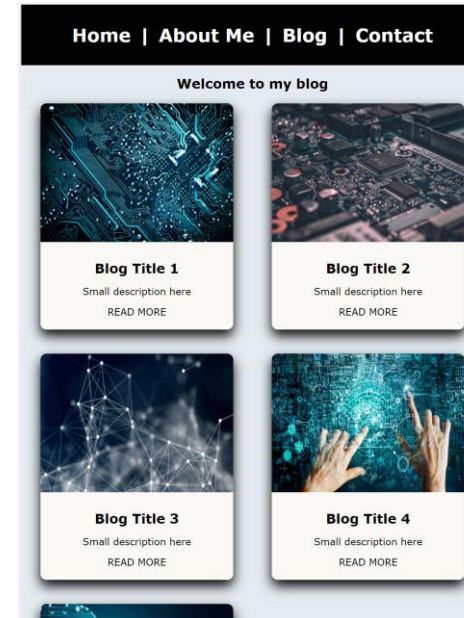 Home | About Me | Blog | Contact
Welcome to my blog
Blog Title 1
Small description here
READ MORE
Blog Title 2
Small description here
READ MORE
Blog Title 3
Small description here
READ MORE
Blog Title 4
Small description here
READ MORE